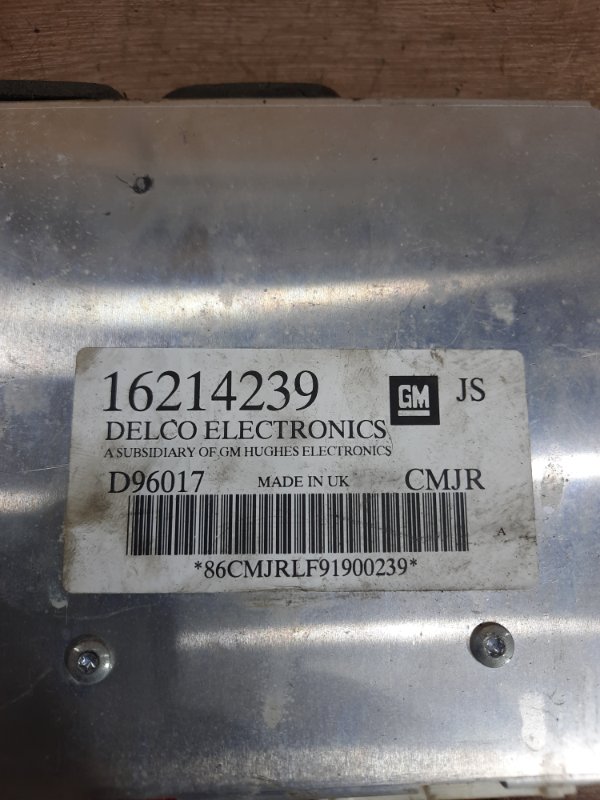 16214239 GM JS
DELCO ELECTRONICS
A SUBSIDIARY OF GM HUGHES ELECTRONICS
D96017 MADE IN UK CMJR
A
*86CMJRLF91900239*